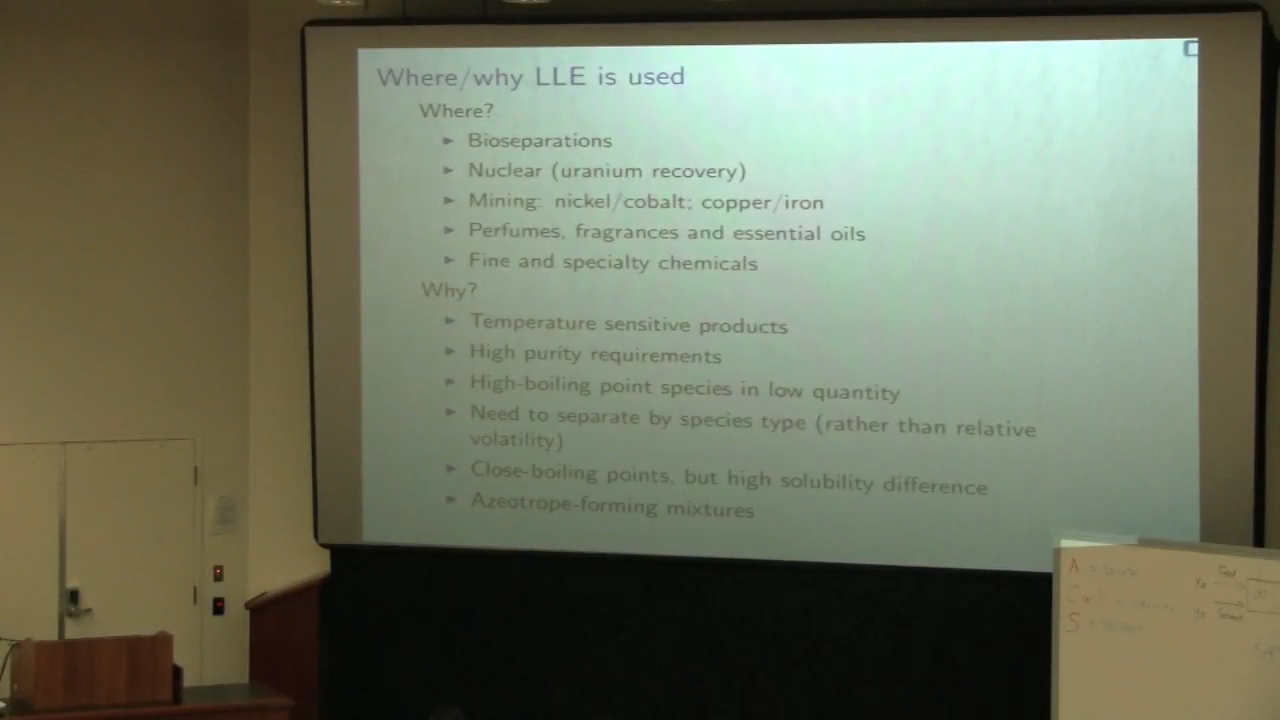 Where/why LLE is used
Where?
► Bioseparations
► Nuclear (uranium recovery)
► Mining: nickel/cobalt; copper/iron
► Perfumes, fragrances and essential oils
► Fine and specialty chemicals
Why?
► Temperature sensitive products
► High purity requirements
► High-boiling point species in low quantity
► Need to separate by species type (rather than relative
volatility)
► Close-boiling points, but high solubility difference
► Azeotrope-forming mixtures
A =
S =
Feed